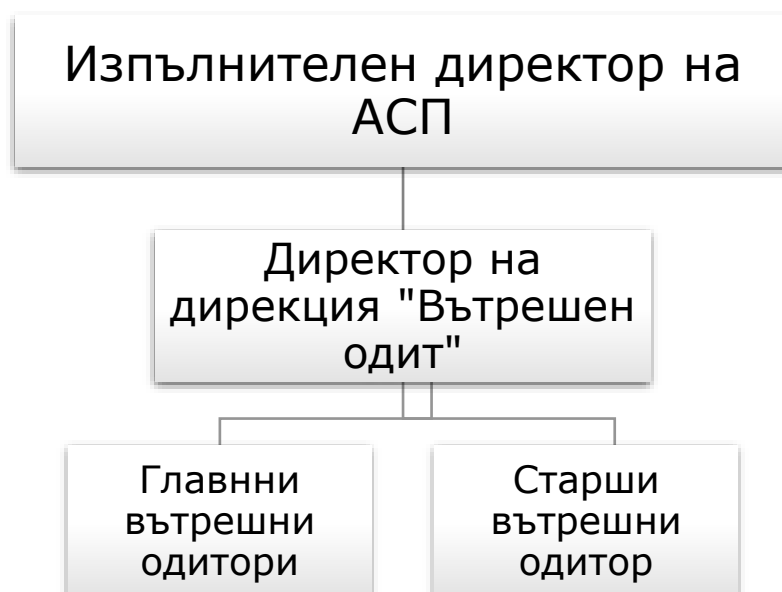 Изпълнителен директор на
АСП
Директор на
дирекция "Вътрешен
одит"
Главнни
вътрешни
одитори
Старши
вътрешни
одитор